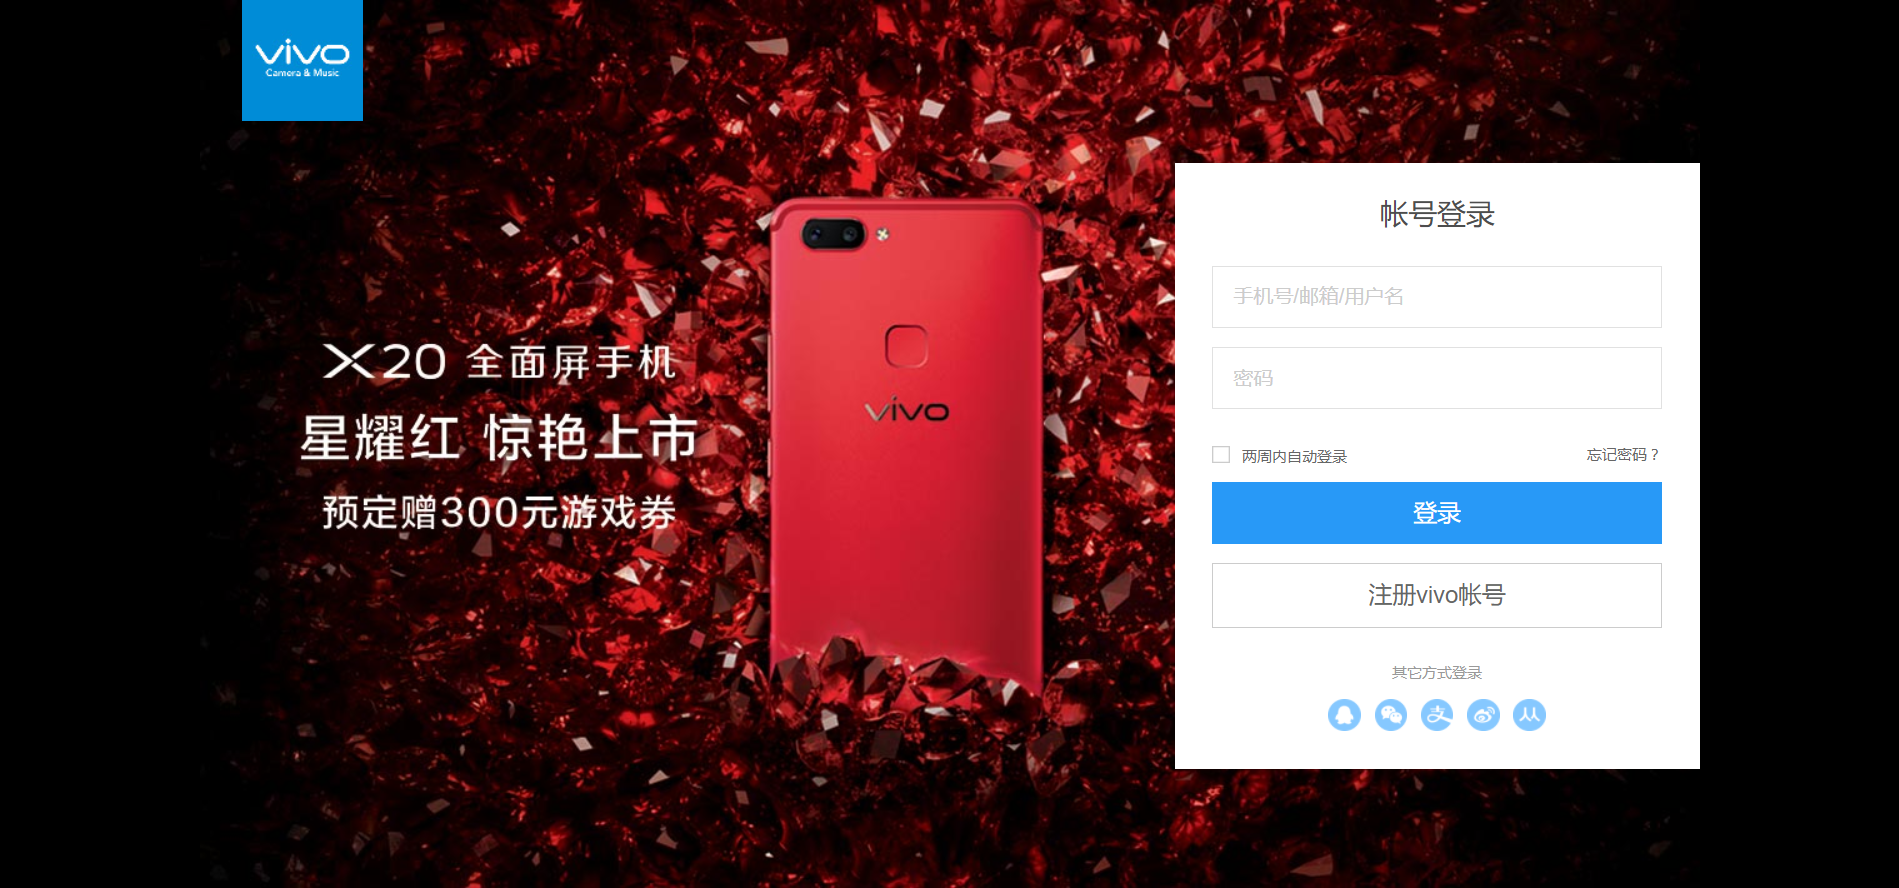 vivo
Camera & Music
X20 全面屏手机
星耀红 惊艳上市
预定赠300元游戏券
vivo
帐号登录
手机号/邮箱/用户名
密码
两周内自动登录
忘记密码？
登录
注册vivo帐号
其它方式登录